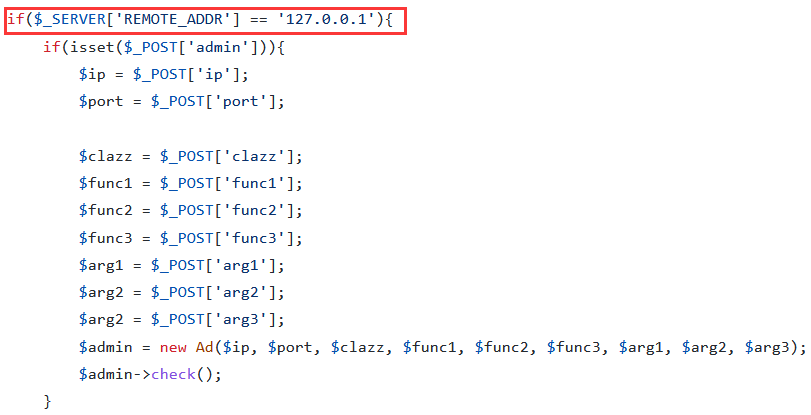 if($_SERVER['REMOTE_ADDR'] == '127.0.0.1'){
    if(isset($_POST['admin'])){
        $ip = $_POST['ip'];
        $port = $_POST['port'];

        $clazz = $_POST['clazz'];
        $func1 = $_POST['func1'];
        $func2 = $_POST['func2'];
        $func3 = $_POST['func3'];
        $arg1 = $_POST['arg1'];
        $arg2 = $_POST['arg2'];
        $arg2 = $_POST['arg3'];
        $admin = new Ad($ip, $port, $clazz, $func1, $func2, $func3, $arg1, $arg2, $arg3);
        $admin->check();
    }